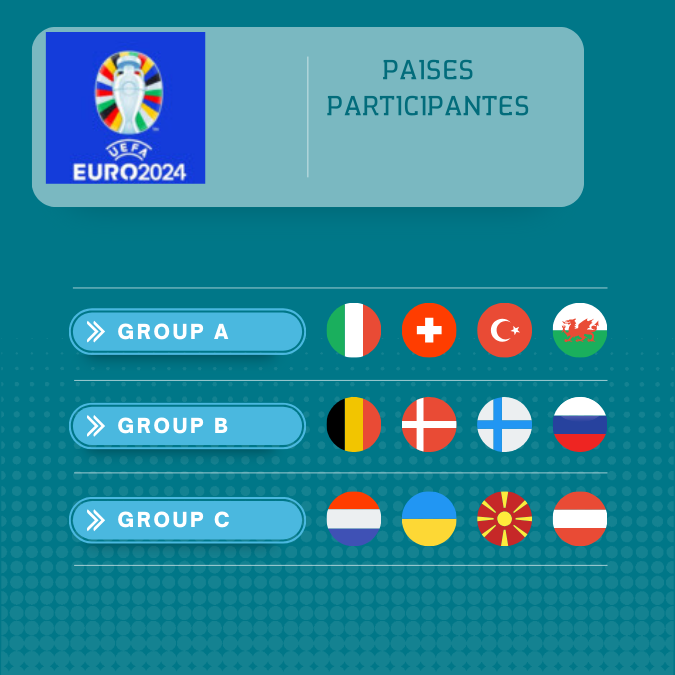 PAISES
PARTICIPANTES
UEFA
EURO2024
GROUP A
GROUP B
GROUP C